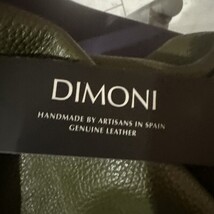 DIMONI
HANDMADE BY ARTISANS IN SPAIN
GENUINE LEATHER